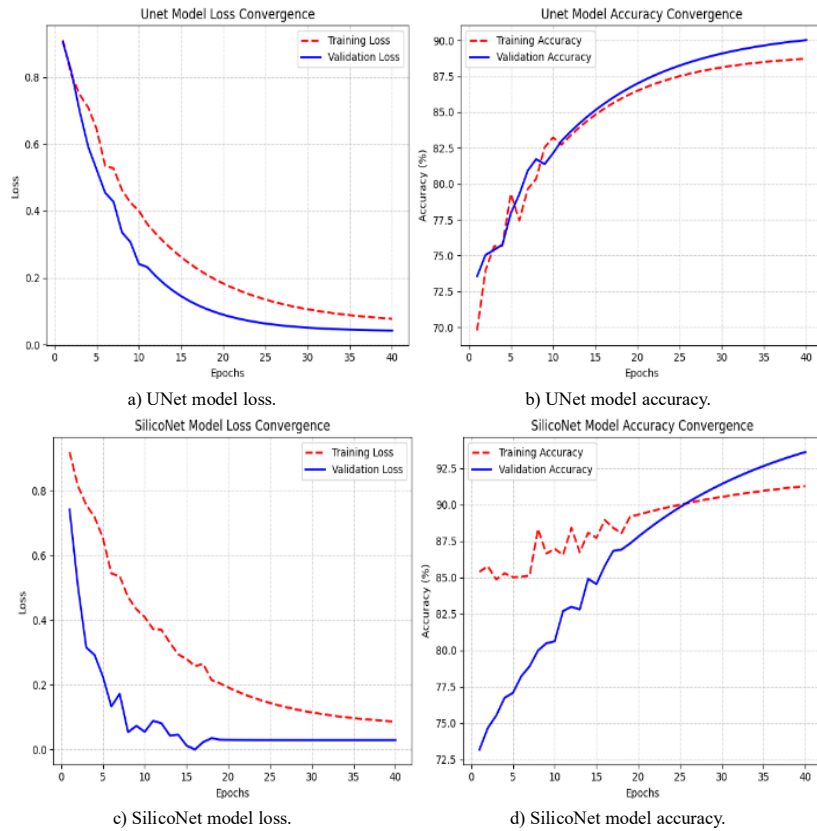 Unet Model Loss Convergence
Training Loss
Validation Loss
Loss
0.8
0.6
0.4
0.2
0.0
0 5 10 15 20 25 30 35 40
Epochs
a) UNet model loss.
Unet Model Accuracy Convergence
Training Accuracy
Validation Accuracy
Accuracy (%)
90.0
87.5
85.0
82.5
80.0
77.5
75.0
72.5
70.0
0 5 10 15 20 25 30 35 40
Epochs
b) UNet model accuracy.
SilicoNet Model Loss Convergence
Training Loss
Validation Loss
Loss
0.8
0.6
0.4
0.2
0.0
0 5 10 15 20 25 30 35 40
Epochs
c) SilicoNet model loss.
SilicoNet Model Accuracy Convergence
Training Accuracy
Validation Accuracy
Accuracy (%)
92.5
90.0
87.5
85.0
82.5
80.0
77.5
75.0
72.5
0 5 10 15 20 25 30 35 40
Epochs
d) SilicoNet model accuracy.